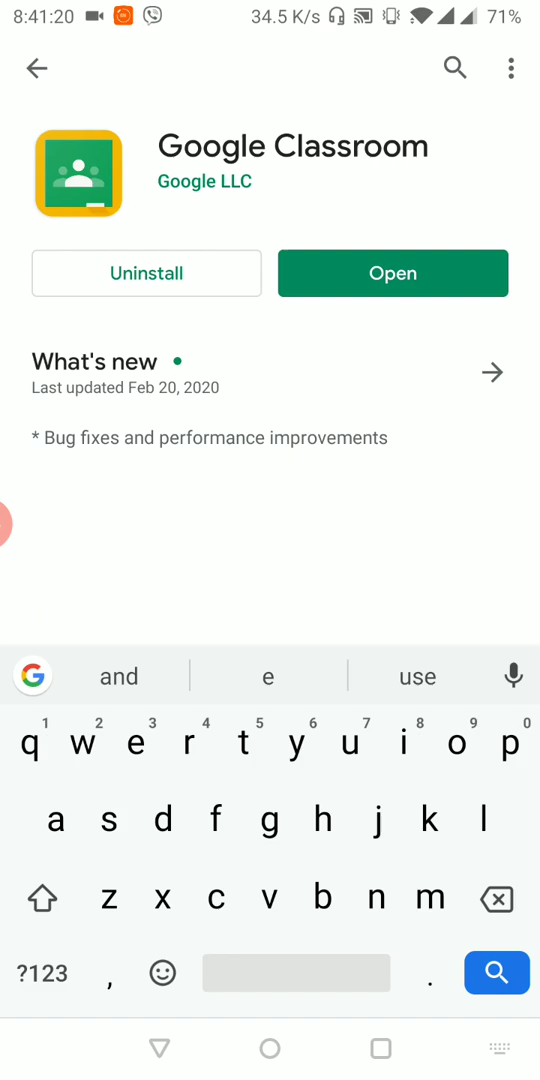 8:41:20 34.5 K/s 71%
Google Classroom
Google LLC
Uninstall Open
What's new
Last updated Feb 20, 2020
* Bug fixes and performance improvements
G and e use
1 2 3 4 5 6 7 8 9 0
q w e r t y u i o p
a s d f g h j k l
z x c v b n m
?123 , .